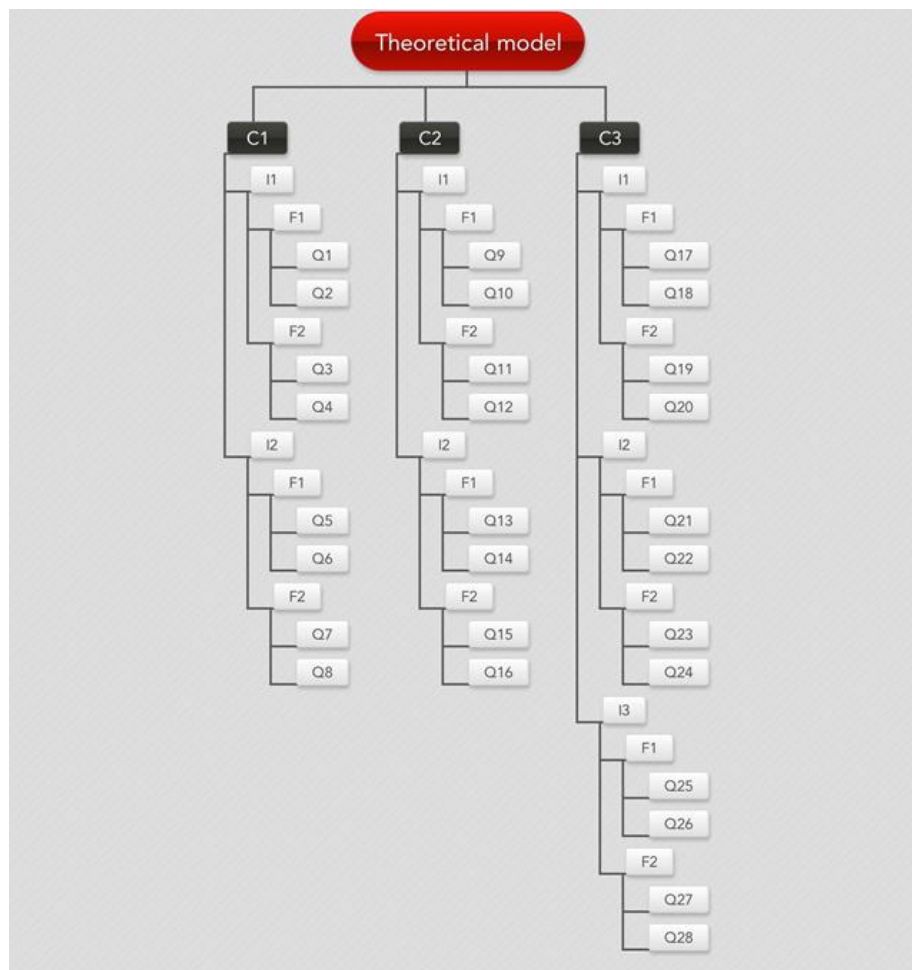 Theoretical model
C1
I1
F1
Q1
Q2
F2
Q3
Q4
I2
F1
Q5
Q6
F2
Q7
Q8
C2
I1
F1
Q9
Q10
F2
Q11
Q12
I2
F1
Q13
Q14
F2
Q15
Q16
C3
I1
F1
Q17
Q18
F2
Q19
Q20
I2
F1
Q21
Q22
F2
Q23
Q24
I3
F1
Q25
Q26
F2
Q27
Q28